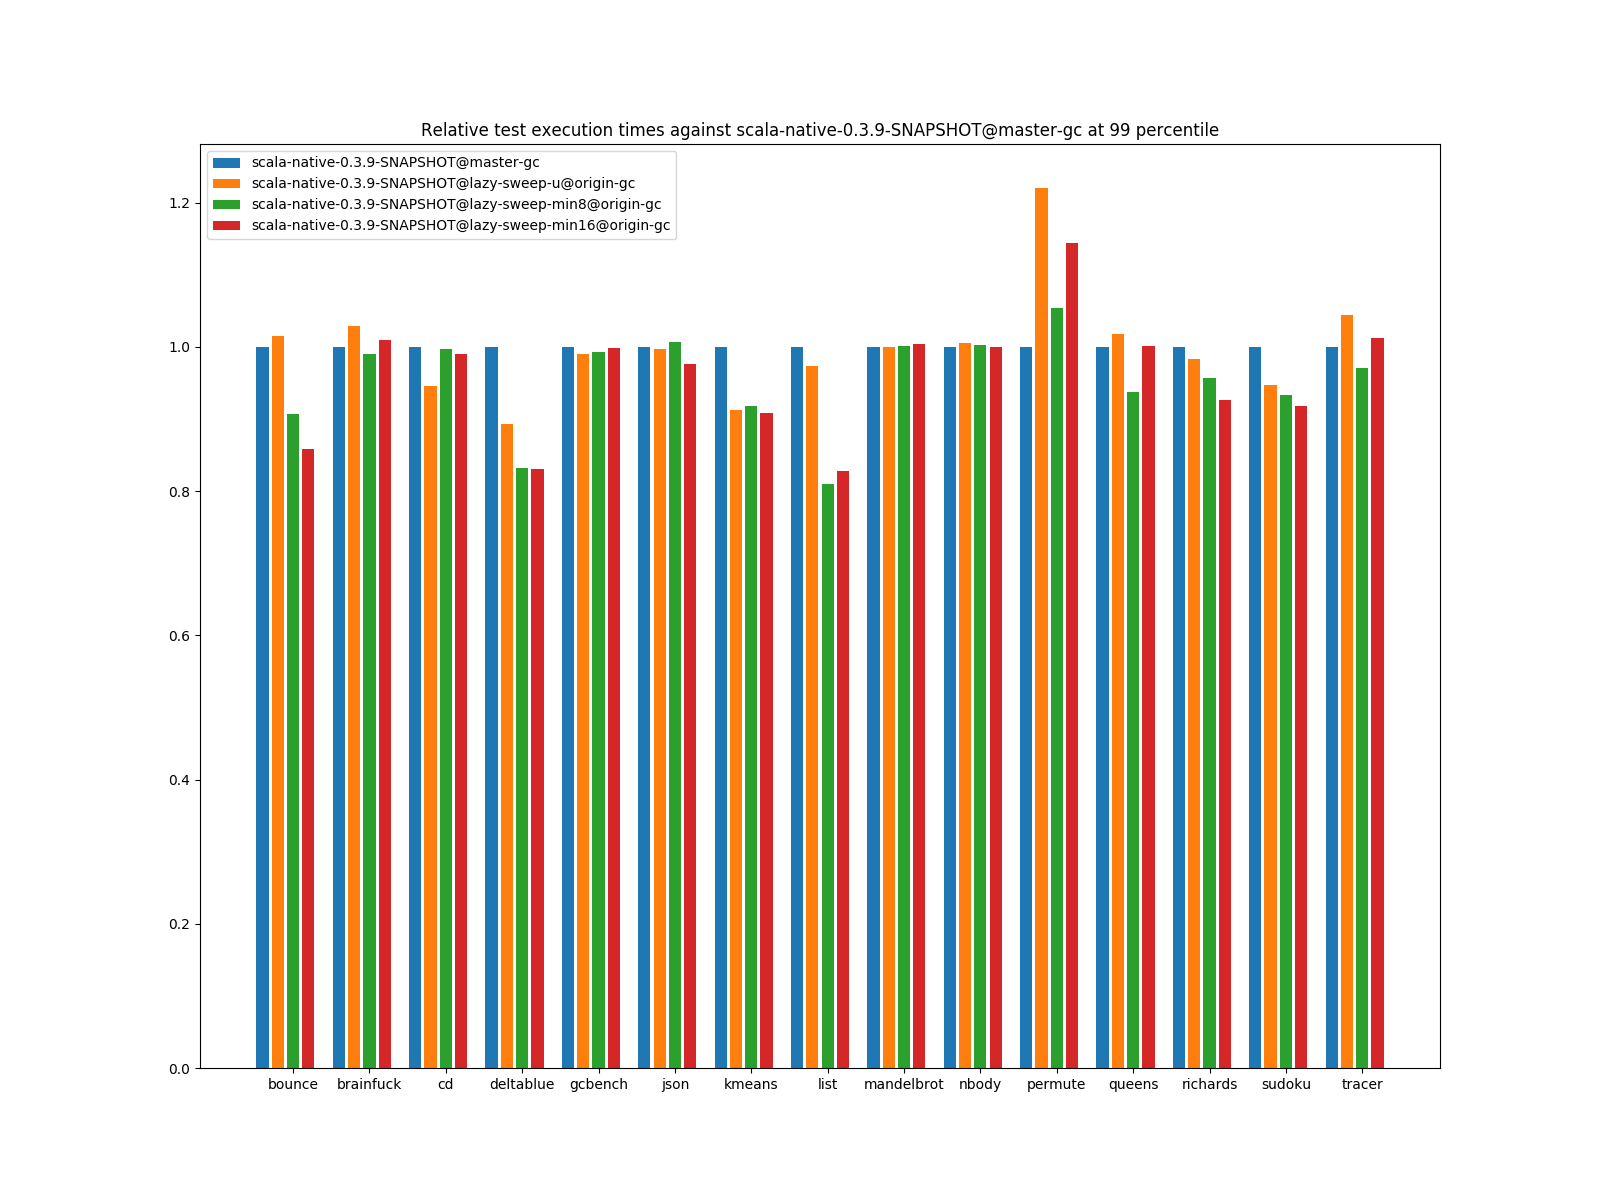 Relative test execution times against scala-native-0.3.9-SNAPSHOT@master-gc at 99 percentile
scala-native-0.3.9-SNAPSHOT@master-gc
scala-native-0.3.9-SNAPSHOT@lazy-sweep-u@origin-gc
scala-native-0.3.9-SNAPSHOT@lazy-sweep-min8@origin-gc
scala-native-0.3.9-SNAPSHOT@lazy-sweep-min16@origin-gc
1.2
1.0
0.8
0.6
0.4
0.2
0.0
bounce brainfuck cd deltablue gcbench json kmeans list mandelbrot nbody permute queens richards sudoku tracer